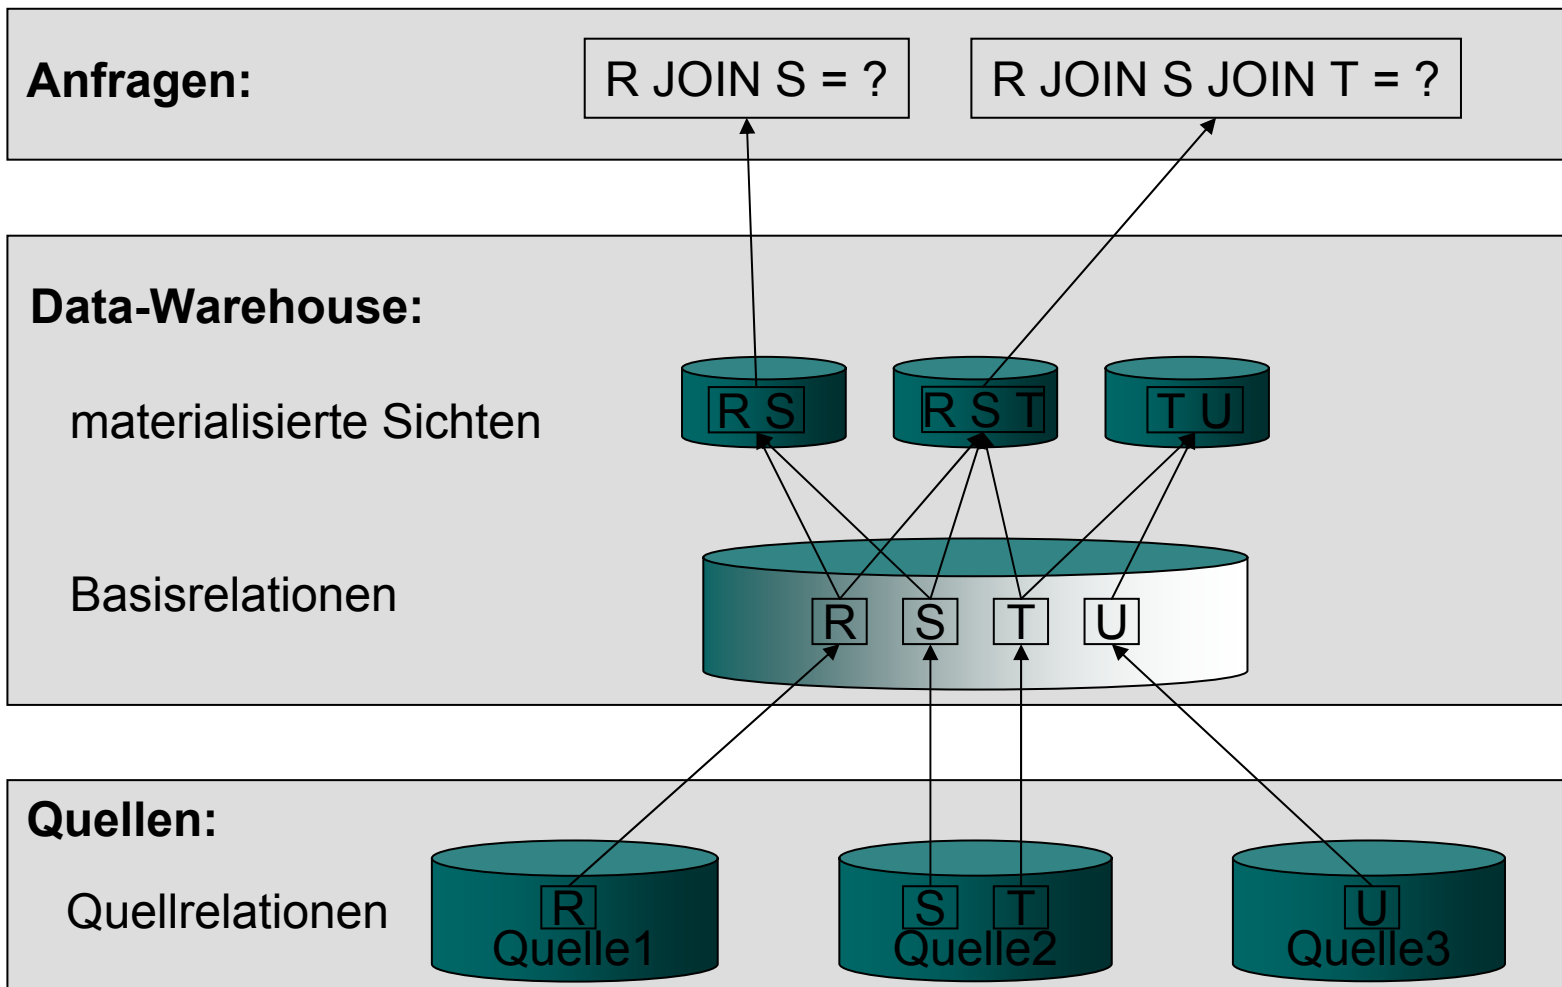 Anfragen:
R JOIN S = ?
R JOIN S JOIN T = ?
Data-Warehouse:
materialisierte Sichten
R S
R S T
T U
Basisrelationen
R
S
T
U
Quellen:
Quellrelationen
R
Quelle1
S
T
Quelle2
U
Quelle3